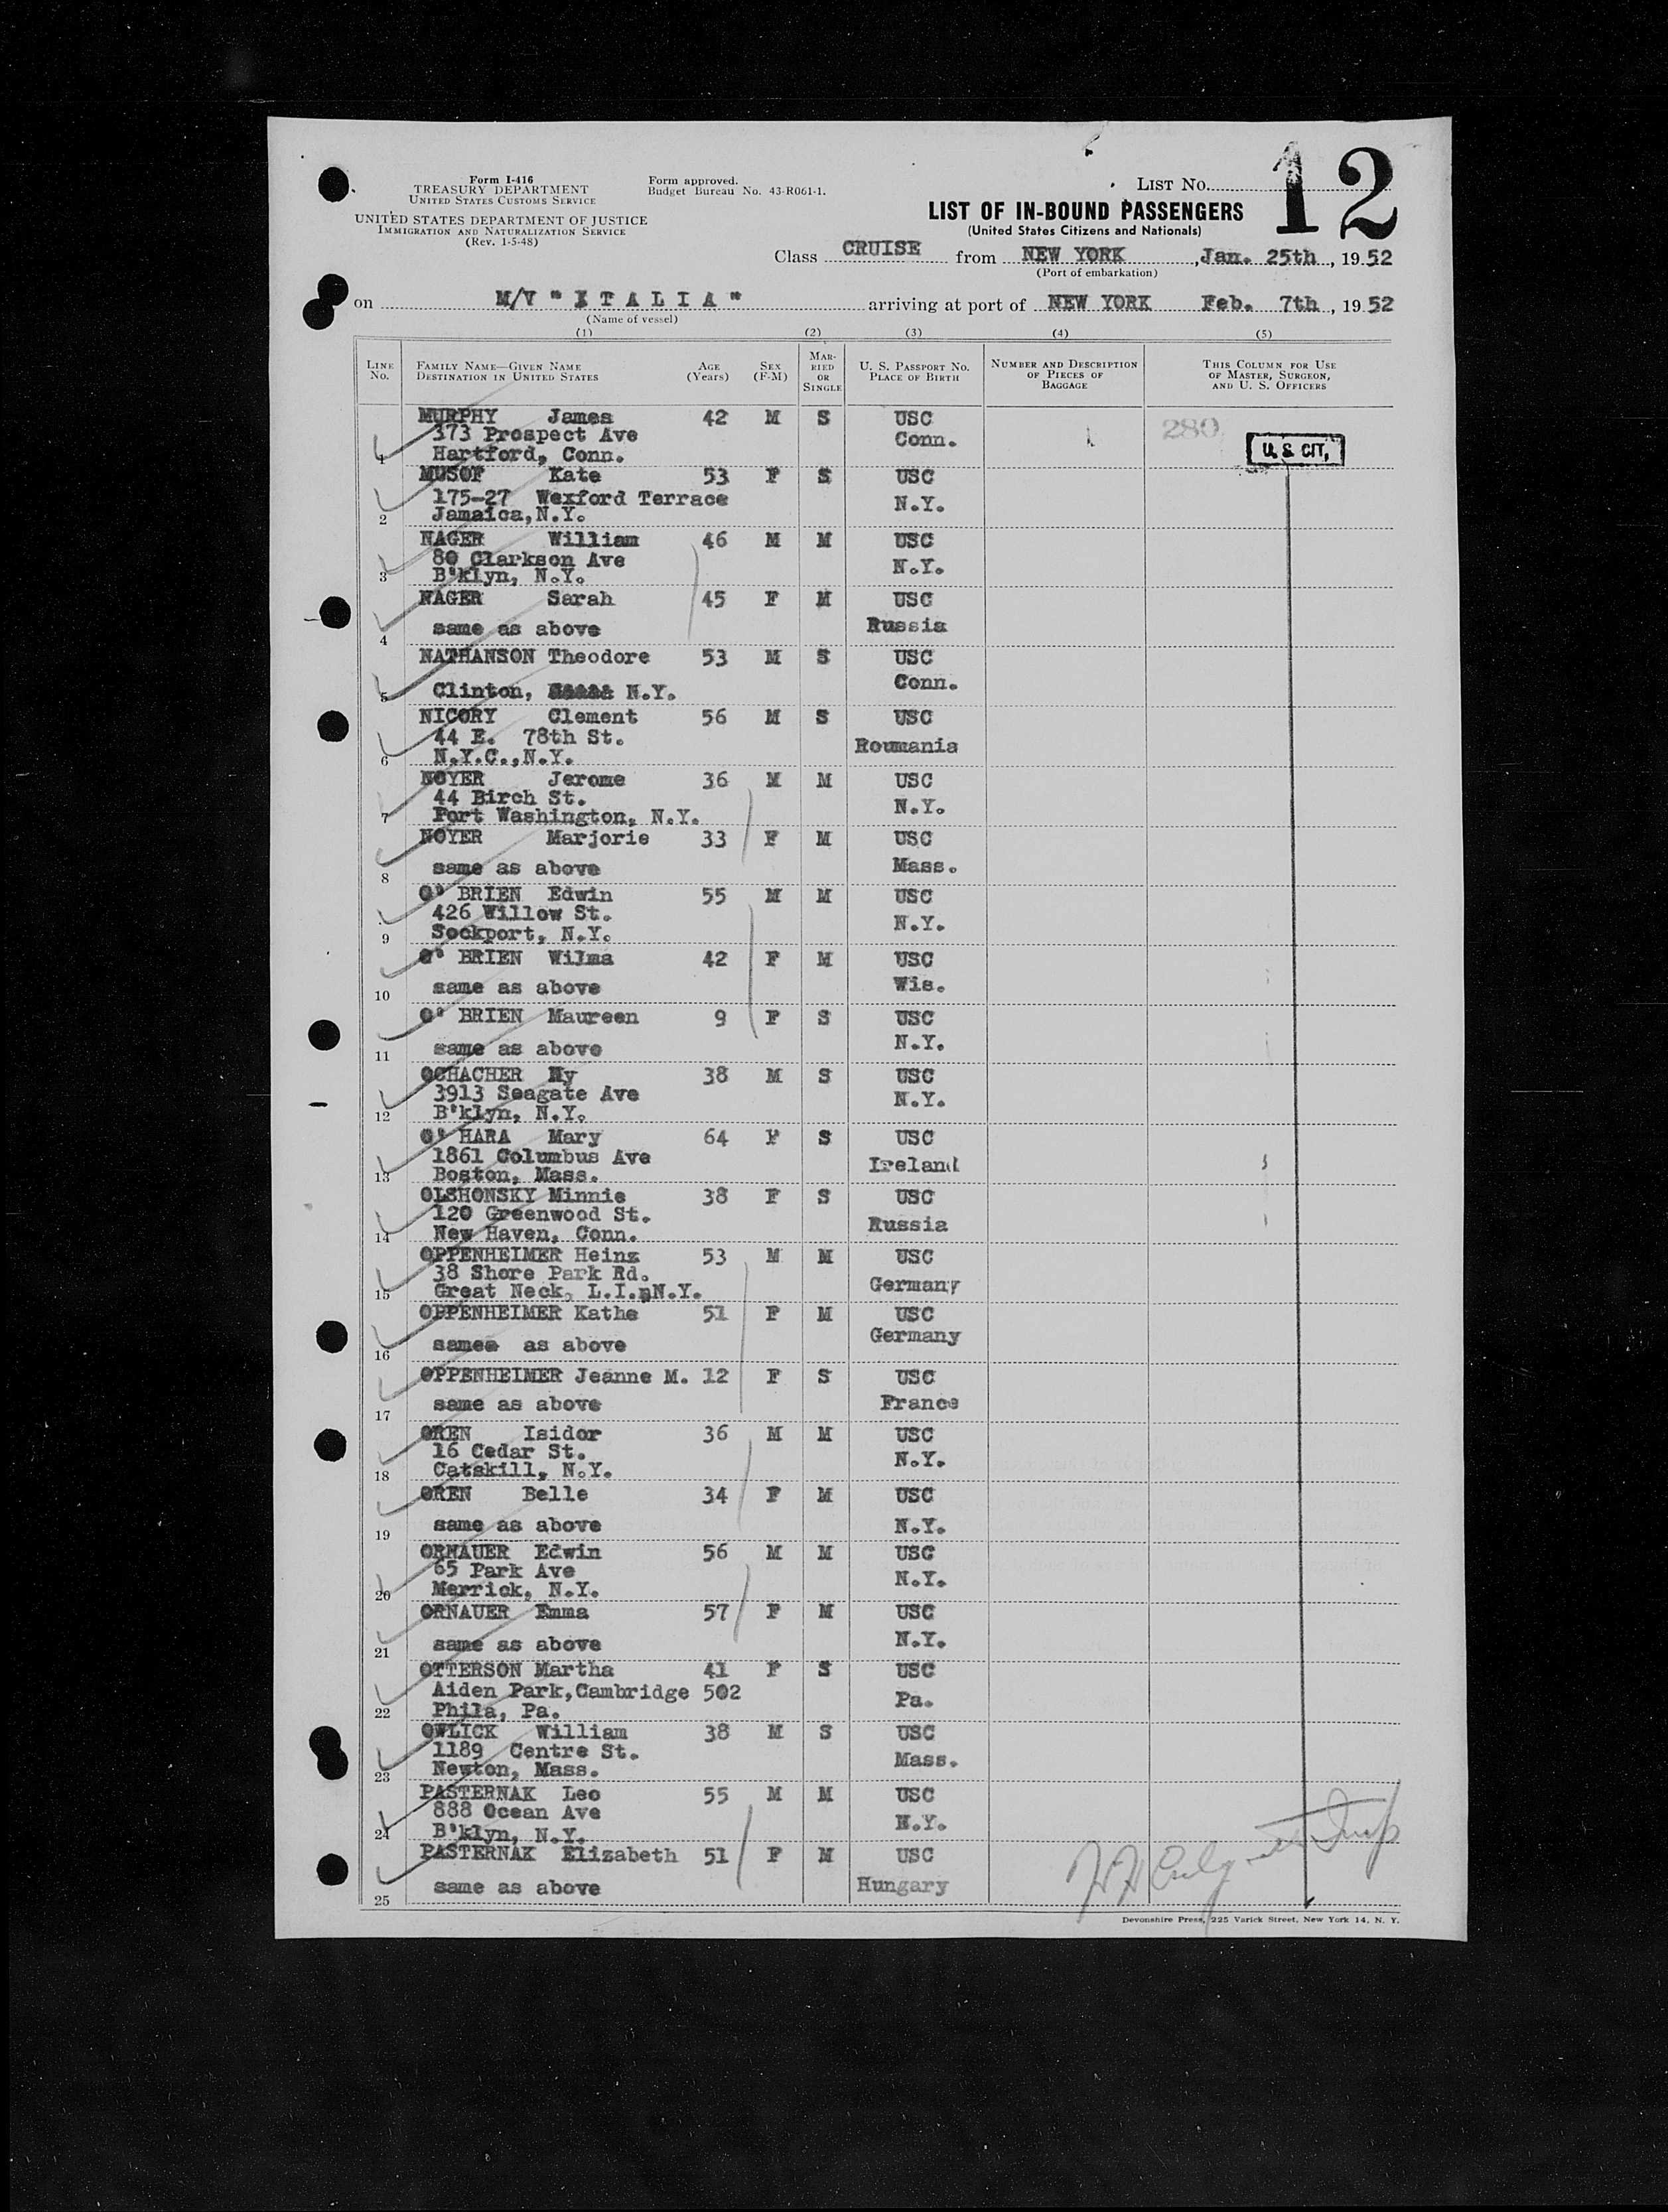 Form I-416
TREASURY DEPARTMENT
UNITED STATES CUSTOMS SERVICE
UNITED STATES DEPARTMENT OF JUSTICE
IMMIGRATION AND NATURALIZATION SERVICE
(Rev. 1-5-48)
Form approved.
Budget Bureau No. 43-R061-1.
LIST NO. 12
LIST OF IN-BOUND PASSENGERS
(United States Citizens and Nationals)
Class CRUISE from NEW YORK, Jan. 25th, 1952
(Port of embarkation)
on M/V "ITALIA" arriving at port of NEW YORK Feb. 7th, 1952
(Name of vessel)
(1) (2) (3) (4) (5)
LINE NO.
FAMILY NAME—GIVEN NAME
DESTINATION IN UNITED STATES
AGE (Years)
SEX (F-M)
MARRIED OR SINGLE
U. S. PASSPORT NO.
PLACE OF BIRTH
NUMBER AND DESCRIPTION OF PIECES OF BAGGAGE
THIS COLUMN FOR USE OF MASTER, SURGEON, AND U. S. OFFICERS
MURPHY James 42 M S USC
373 Prospect Ave Conn. 280
1 Hartford, Conn. U.S. CIT,
MUSOF Kate 53 F S USC
175-27 Wexford Terrace N.Y.
2 Jamaica,N.Y.
NAGER William 46 M M USC
80 Clarkson Ave N.Y.
3 B'klyn, N.Y.
NAGER Sarah 45 F M USC
4 same as above Russia
NATHANSON Theodore 53 M S USC
Conn.
5 Clinton, N.Y.
NICORY Clement 56 M S USC
44 E. 78th St. Roumania
6 N.Y.C.,N.Y.
NOYER Jerome 36 M M USC
44 Birch St. N.Y.
7 Port Washington, N.Y.
NOYER Marjorie 33 F M USC
8 same as above Mass.
O' BRIEN Edwin 55 M M USC
426 Willow St. N.Y.
9 Sockport, N.Y.
O' BRIEN Wilma 42 F M USC
10 same as above Wis.
O' BRIEN Maureen 9 F S USC
11 same as above N.Y.
OCHACHER Hy 38 M S USC
3913 Seagate Ave N.Y.
12 B'klyn, N.Y.
O' HARA Mary 64 F S USC
1861 Columbus Ave Ireland
13 Boston, Mass.
OLSHONSKY Minnie 38 F S USC
120 Greenwood St. Russia
14 New Haven, Conn.
OPPENHEIMER Heinz 53 M M USC
38 Shore Park Rd. Germany
15 Great Neck, L.I.,N.Y.
OPPENHEIMER Kathe 51 F M USC
Germany
16 same as above
OPPENHEIMER Jeanne M. 12 F S USC
17 same as above France
OREN Isidor 36 M M USC
16 Cedar St. N.Y.
18 Catskill, N.Y.
OREN Belle 34 F M USC
19 same as above N.Y.
ORNAUER Edwin 56 M M USC
65 Park Ave N.Y.
20 Merrick, N.Y.
ORNAUER Emma 57 F M USC
21 same as above N.Y.
OTTERSON Martha 41 F S USC
Aiden Park,Cambridge 502 Pa.
22 Phila, Pa.
OWLICK William 38 M S USC
1189 Centre St. Mass.
23 Newton, Mass.
PASTERNAK Leo 55 M M USC
888 Ocean Ave N.Y.
24 B'klyn, N.Y.
PASTERNAK Elizabeth 51 F M USC
25 same as above Hungary
Devonshire Press, 225 Varick Street, New York 14, N. Y.